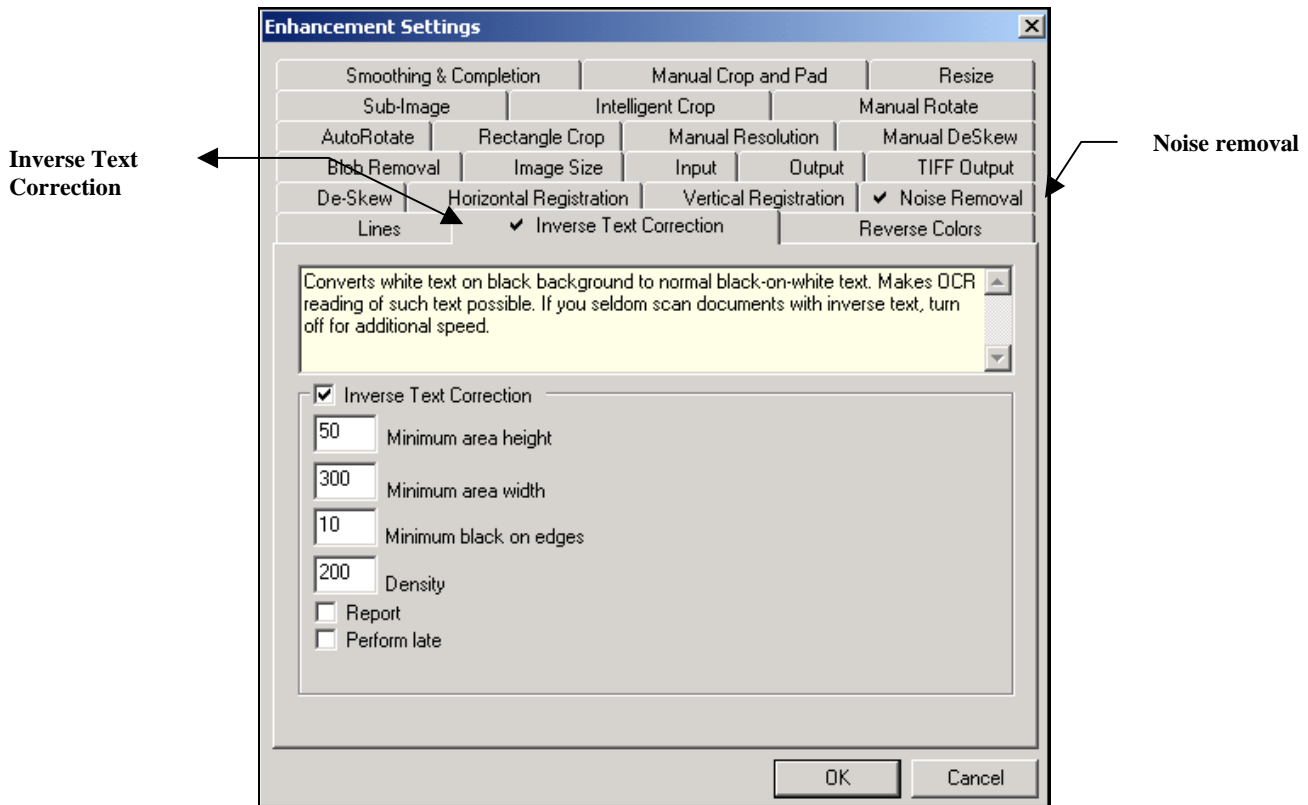 Enhancement Settings
Smoothing & Completion Manual Crop and Pad Resize
Sub-Image Intelligent Crop Manual Rotate
AutoRotate Rectangle Crop Manual Resolution Manual DeSkew
Blob Removal Image Size Input Output TIFF Output
De-Skew Horizontal Registration Vertical Registration Noise Removal
Lines Inverse Text Correction Reverse Colors
Inverse Text
Correction
Noise removal
Converts white text on black background to normal black-on-white text. Makes OCR
reading of such text possible. If you seldom scan documents with inverse text, turn
off for additional speed.
Inverse Text Correction
50 Minimum area height
300 Minimum area width
10 Minimum black on edges
200 Density
Report
Perform late
OK Cancel